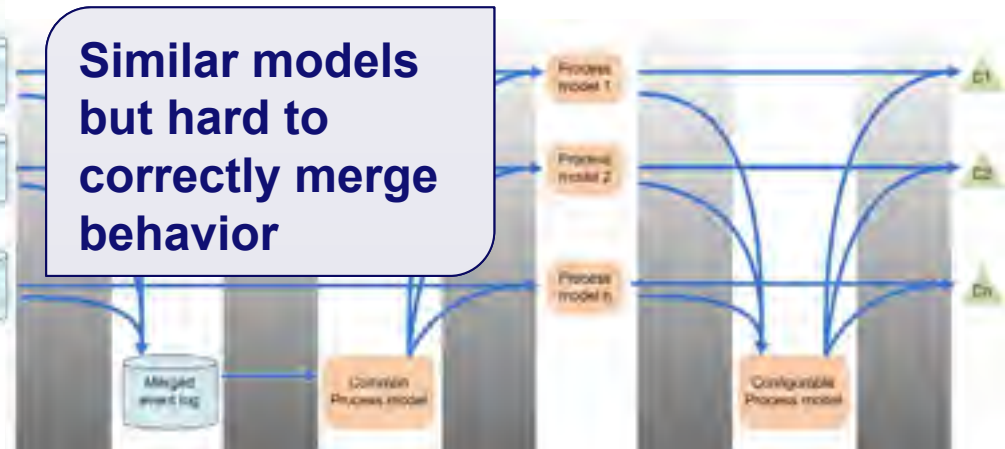 Similar models
but hard to
correctly merge
behavior
Process
model 1
C1
Process
model 2
C2
Process
model n
Cn
Merged
event log
Common
Process model
Configurable
Process model